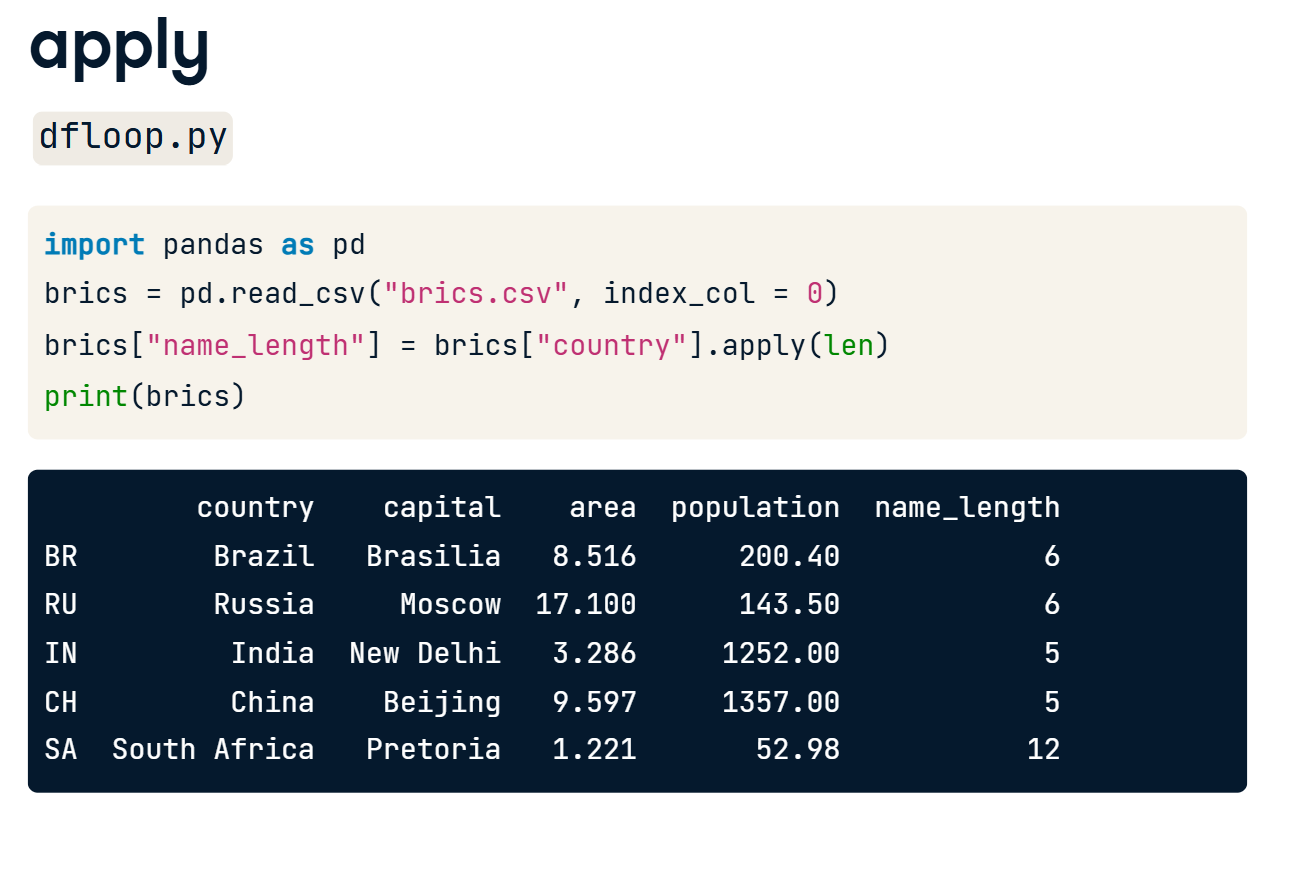 apply
dfloop.py
import pandas as pd
brics = pd.read_csv("brics.csv", index_col = 0)
brics["name_length"] = brics["country"].apply(len)
print(brics)
         country    capital    area  population  name_length
BR        Brazil   Brasilia   8.516      200.40            6
RU        Russia     Moscow  17.100      143.50            6
IN         India  New Delhi   3.286     1252.00            5
CH         China    Beijing   9.597     1357.00            5
SA  South Africa   Pretoria   1.221       52.98           12